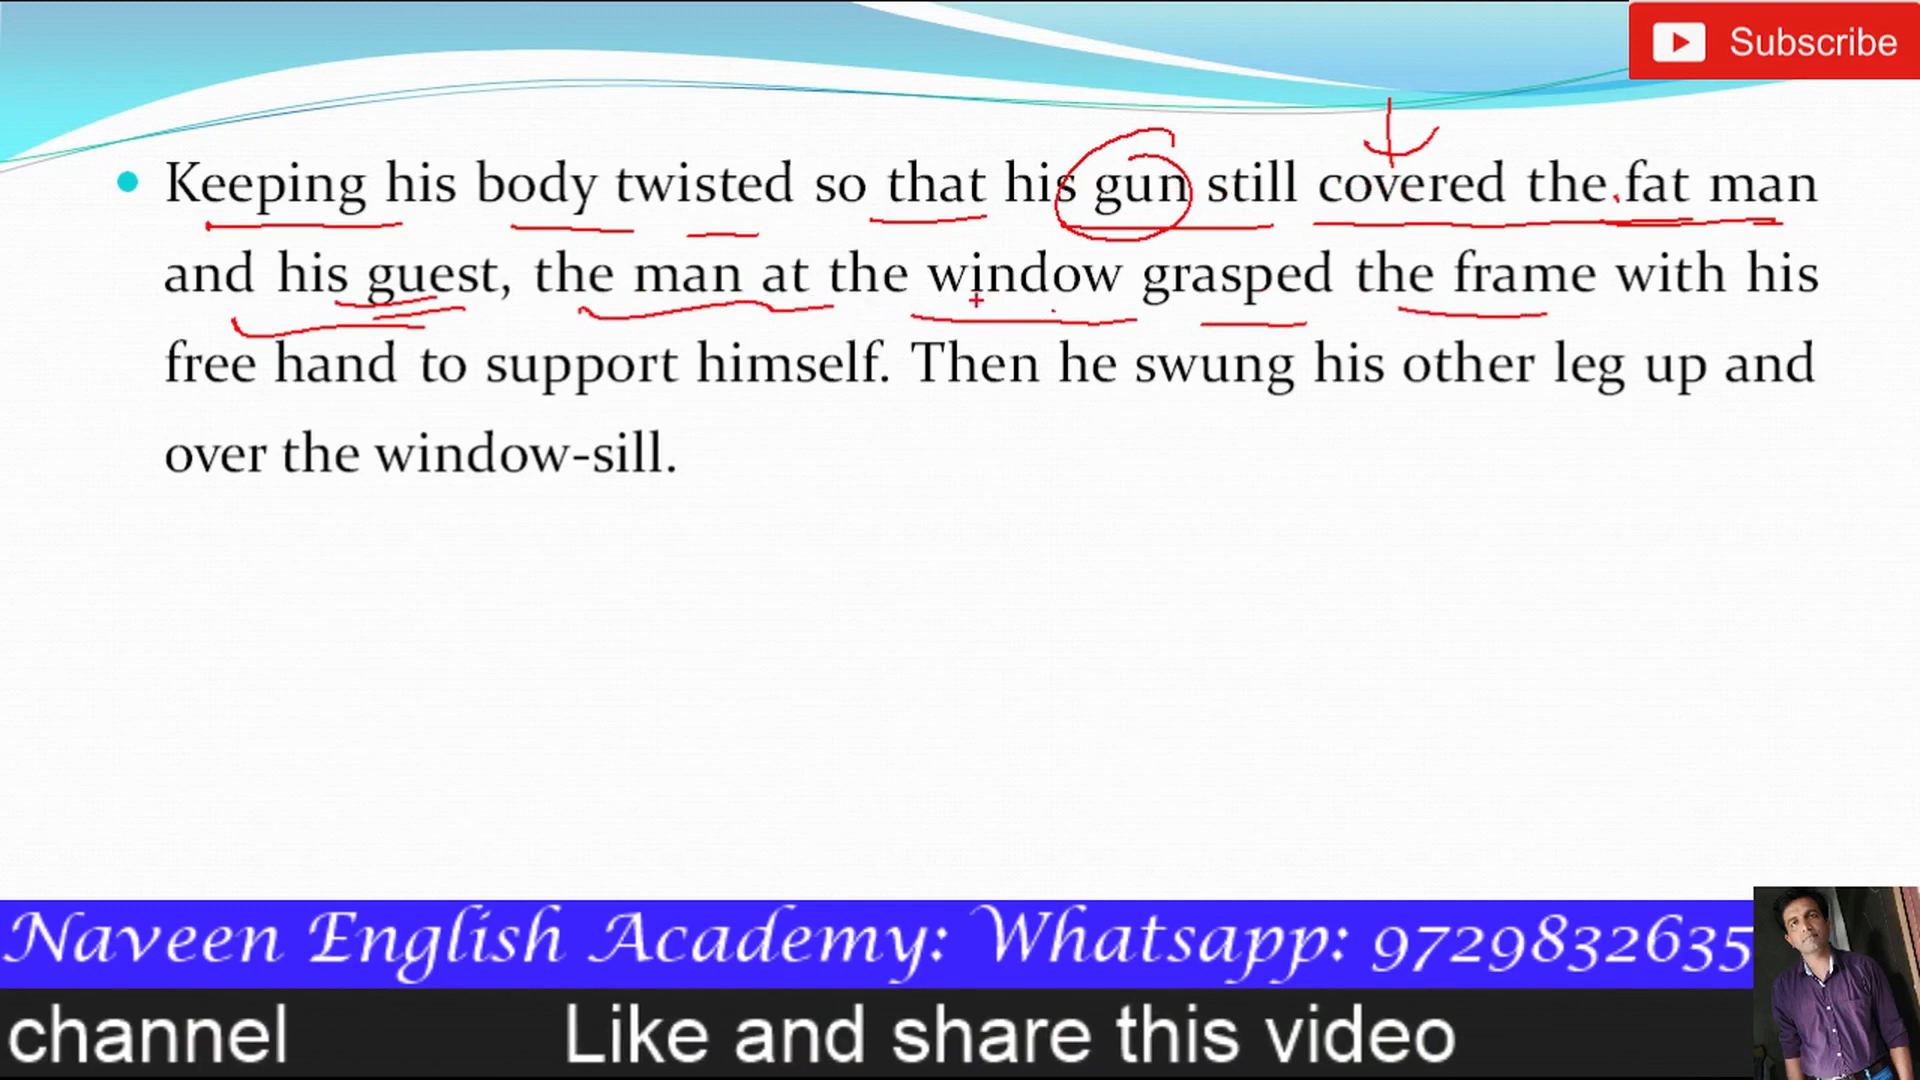 Subscribe
Keeping his body twisted so that his gun still covered the fat man
and his guest, the man at the window grasped the frame with his
free hand to support himself. Then he swung his other leg up and
over the window-sill.
Naveen English Academy: Whatsapp: 9729832635
channel Like and share this video